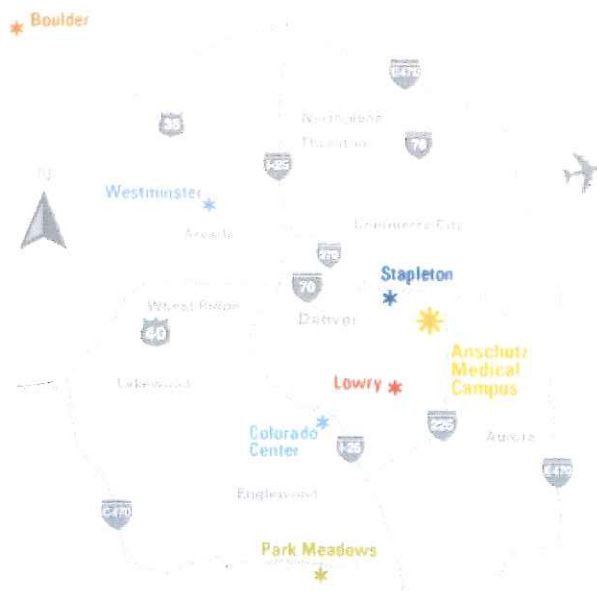 Boulder
E470
36
Northglenn
Thornton
76
I-25
N
Westminster
Arvada
Commerce City
270
Stapleton
70
Wheat Ridge
Denver
40
Anschutz
Medical
Campus
Lakewood
Lowry
Colorado
Center
225
Aurora
I-25
E470
Englewood
C-470
Park Meadows